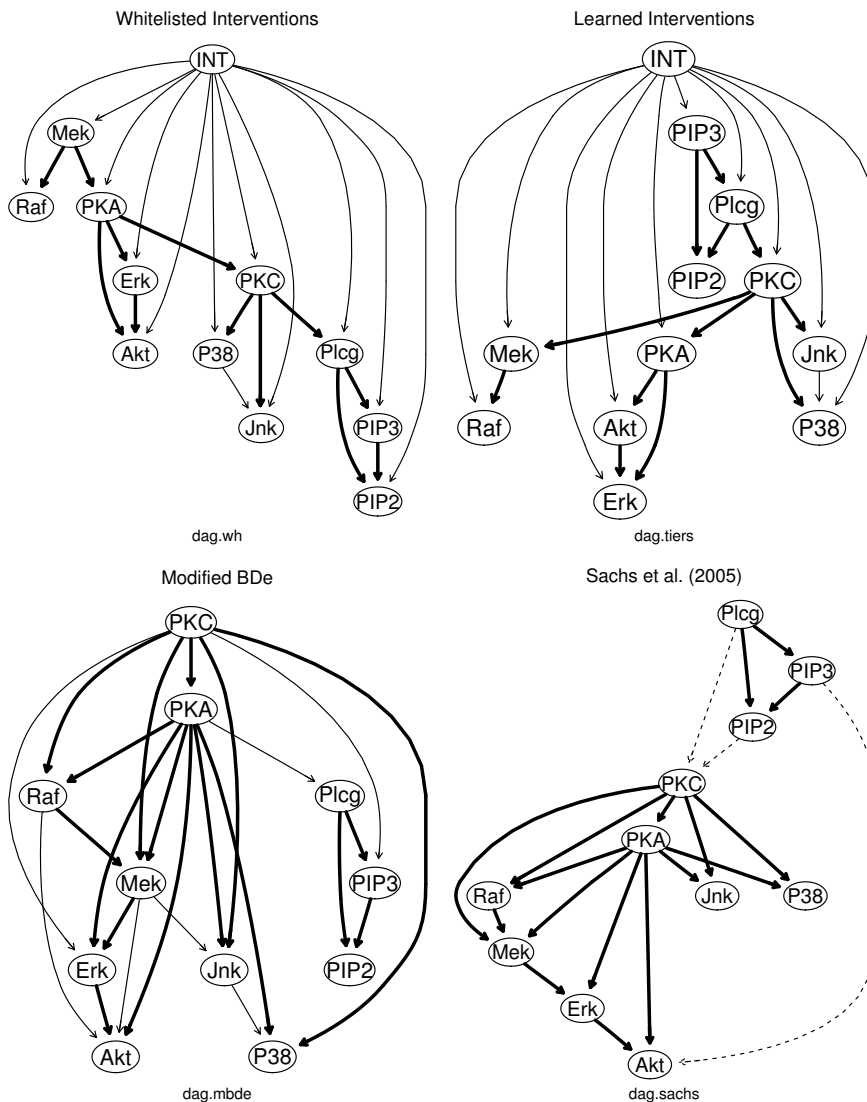 Whitelisted Interventions
INT
Mek
Raf
PKA
Erk
PKC
Akt
P38
Plcg
Jnk
PIP3
PIP2
dag.wh
Learned Interventions
INT
PIP3
Plcg
PIP2
PKC
Mek
PKA
Jnk
Raf
Akt
P38
Erk
dag.tiers
Modified BDe
PKC
PKA
Raf
Plcg
Mek
PIP3
Erk
Jnk
PIP2
Akt
P38
dag.mbde
Sachs et al. (2005)
Plcg
PIP3
PIP2
PKC
PKA
Raf
Jnk
P38
Mek
Erk
Akt
dag.sachs